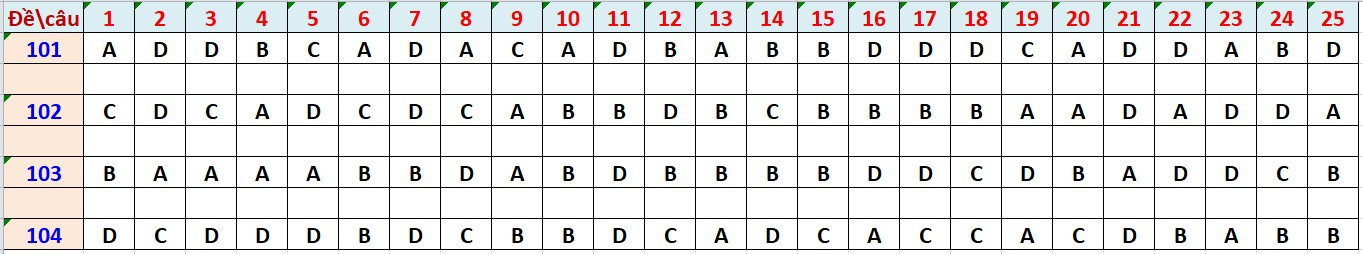 Đề\câu 1 2 3 4 5 6 7 8 9 10 11 12 13 14 15 16 17 18 19 20 21 22 23 24 25
101 A D D B C A D A C A D B A B B D D D C A D D A B D
102 C D C A D C D C A B B D B C B B B B A A D A D D A
103 B A A A A B B D A B D B B B B D D C D B A D D C B
104 D C D D D B D C B B D C A D C A C C A C D B A B B